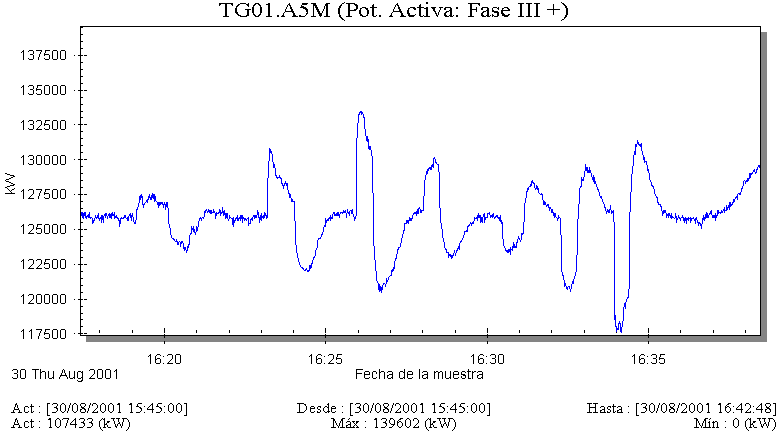 TG01.A5M (Pot. Activa: Fase III +)
137500
135000
132500
130000
127500
125000
122500
120000
117500
kW
16:20 16:25 16:30 16:35
30 Thu Aug 2001 Fecha de la muestra
Act : [30/08/2001 15:45:00] Desde : [30/08/2001 15:45:00] Hasta : [30/08/2001 16:42:48]
Act : 107433 (kW) Máx : 139602 (kW) Mín : 0 (kW)